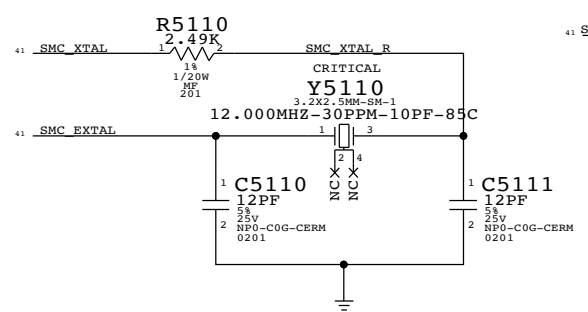 R5110
2.49K
41 SMC_XTAL 1 2 SMC_XTAL_R
41 S
1%
1/20W
MF
201
CRITICAL
Y5110
3.2X2.5MM-SM-1
12.000MHZ-30PPM-10PF-85C
41 SMC_EXTAL 1 3
2 4
NC NC
1 C5110
12PF
5%
25V
2 NP0-C0G-CERM
0201
1 C5111
12PF
5%
25V
2 NP0-C0G-CERM
0201